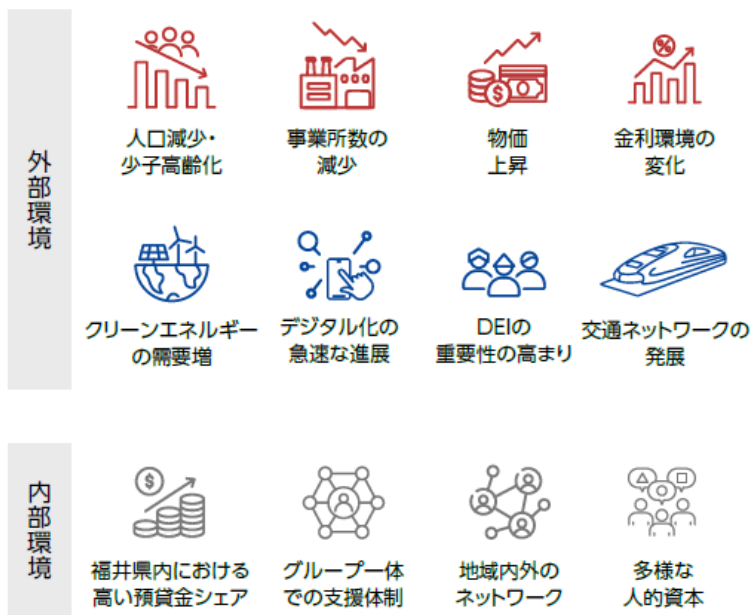 外部環境
人口減少・
少子高齢化
事業所数の
減少
物価
上昇
金利環境の
変化
クリーンエネルギー
の需要増
デジタル化の
急速な進展
DEIの
重要性の高まり
交通ネットワークの
発展
内部環境
福井県内における
高い預貸金シェア
グループ一体
での支援体制
地域内外の
ネットワーク
多様な
人的資本